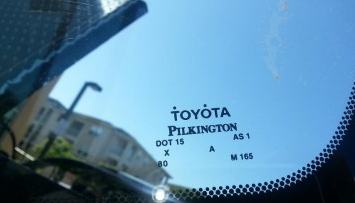 TOYOTA
PILKINGTON
DOT 15 AS 1
X A
80 M 165